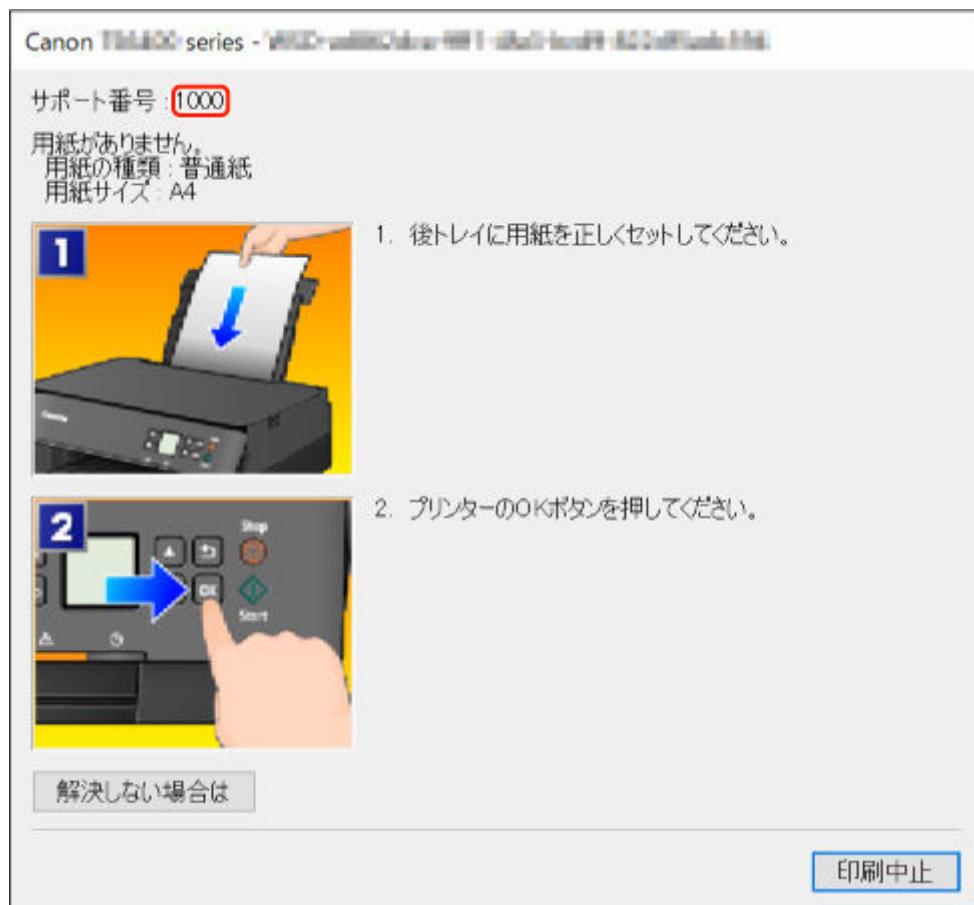 Canon series -
サポート番号 : 1000
用紙がありません。
用紙の種類 : 普通紙
用紙サイズ : A4
1
1. 後トレイに用紙を正しくセットしてください。
2
2. プリンターのOKボタンを押してください。
Stop
OK
Start
解決しない場合は
印刷中止